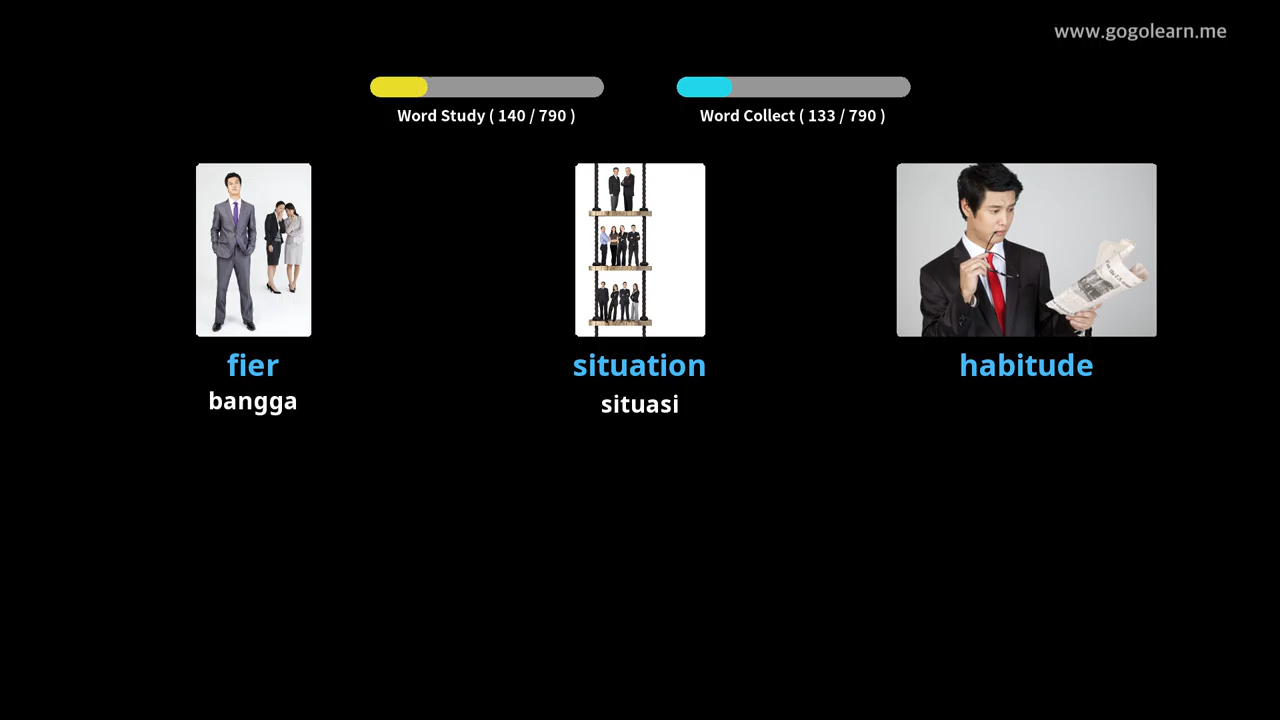 www.gogolearn.me
Word Study ( 140 / 790 )
Word Collect ( 133 / 790 )
fier
situation
habitude
bangga
situasi